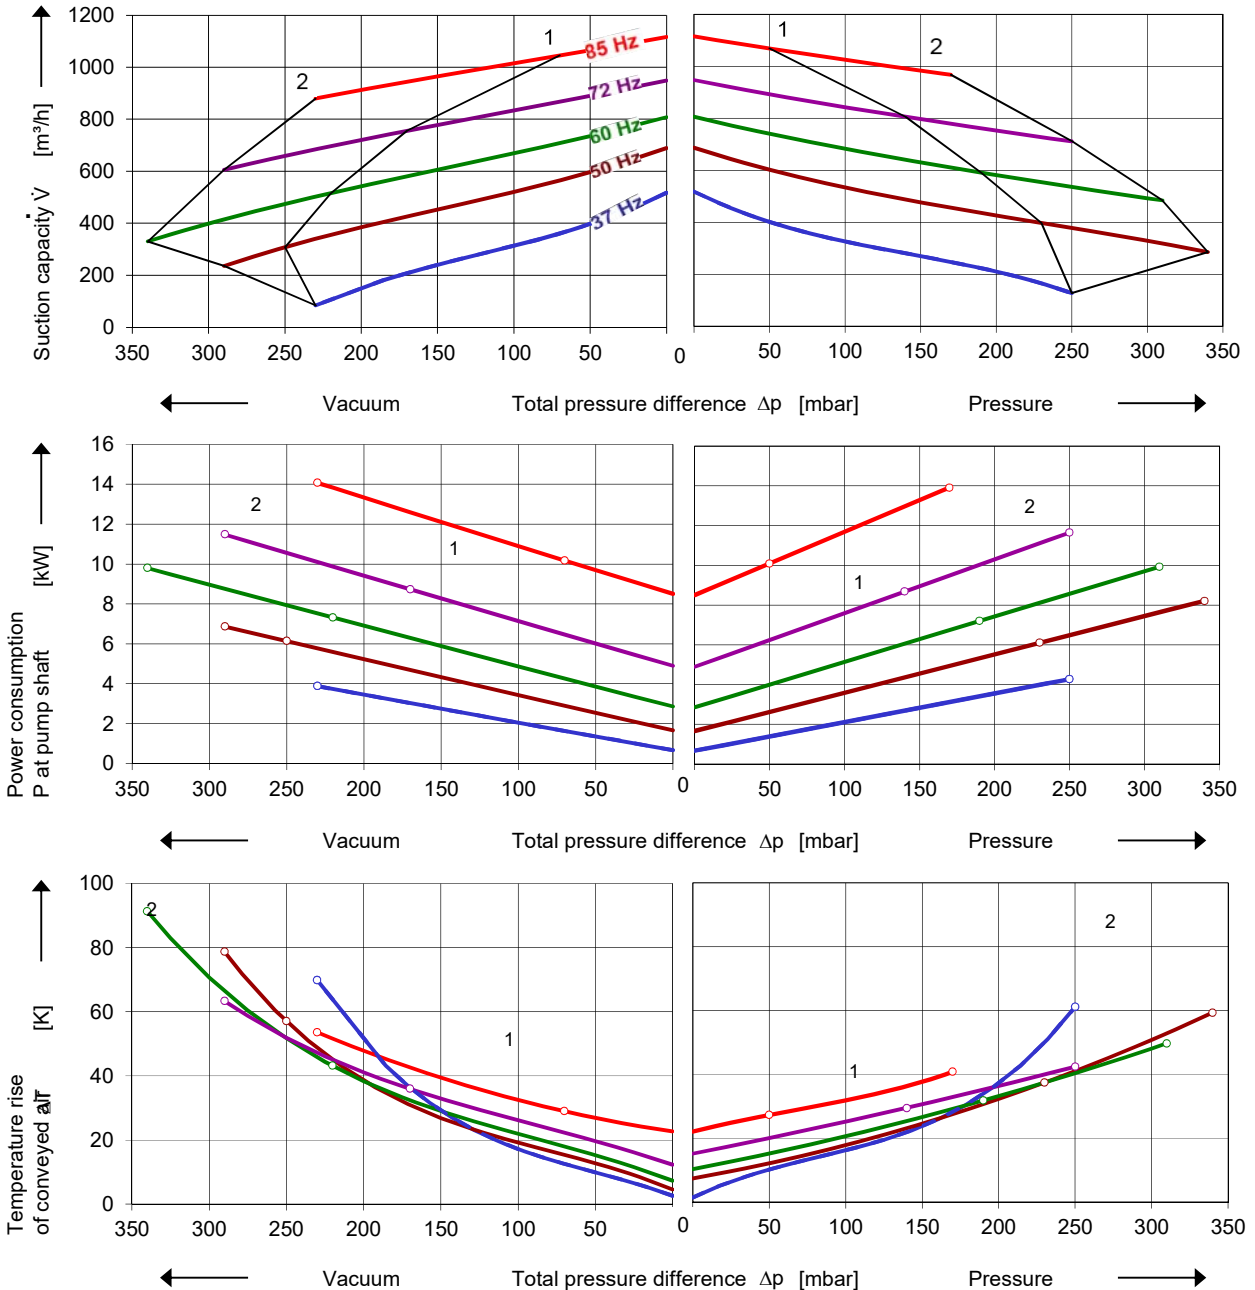 1200
1000
800
600
400
200
0
Suction capacity V̇ [m³/h]
1
2
85 Hz
72 Hz
60 Hz
50 Hz
37 Hz
1
2
350 300 250 200 150 100 50 0 50 100 150 200 250 300 350
Vacuum Total pressure difference Δp [mbar] Pressure
16
14
12
10
8
6
4
2
0
Power consumption
P at pump shaft [kW]
2
1
2
1
350 300 250 200 150 100 50 0 50 100 150 200 250 300 350
Vacuum Total pressure difference Δp [mbar] Pressure
100
80
60
40
20
0
Temperature rise
of conveyed [K]
2
1
2
1
350 300 250 200 150 100 50 0 50 100 150 200 250 300 350
Vacuum Total pressure difference Δp [mbar] Pressure